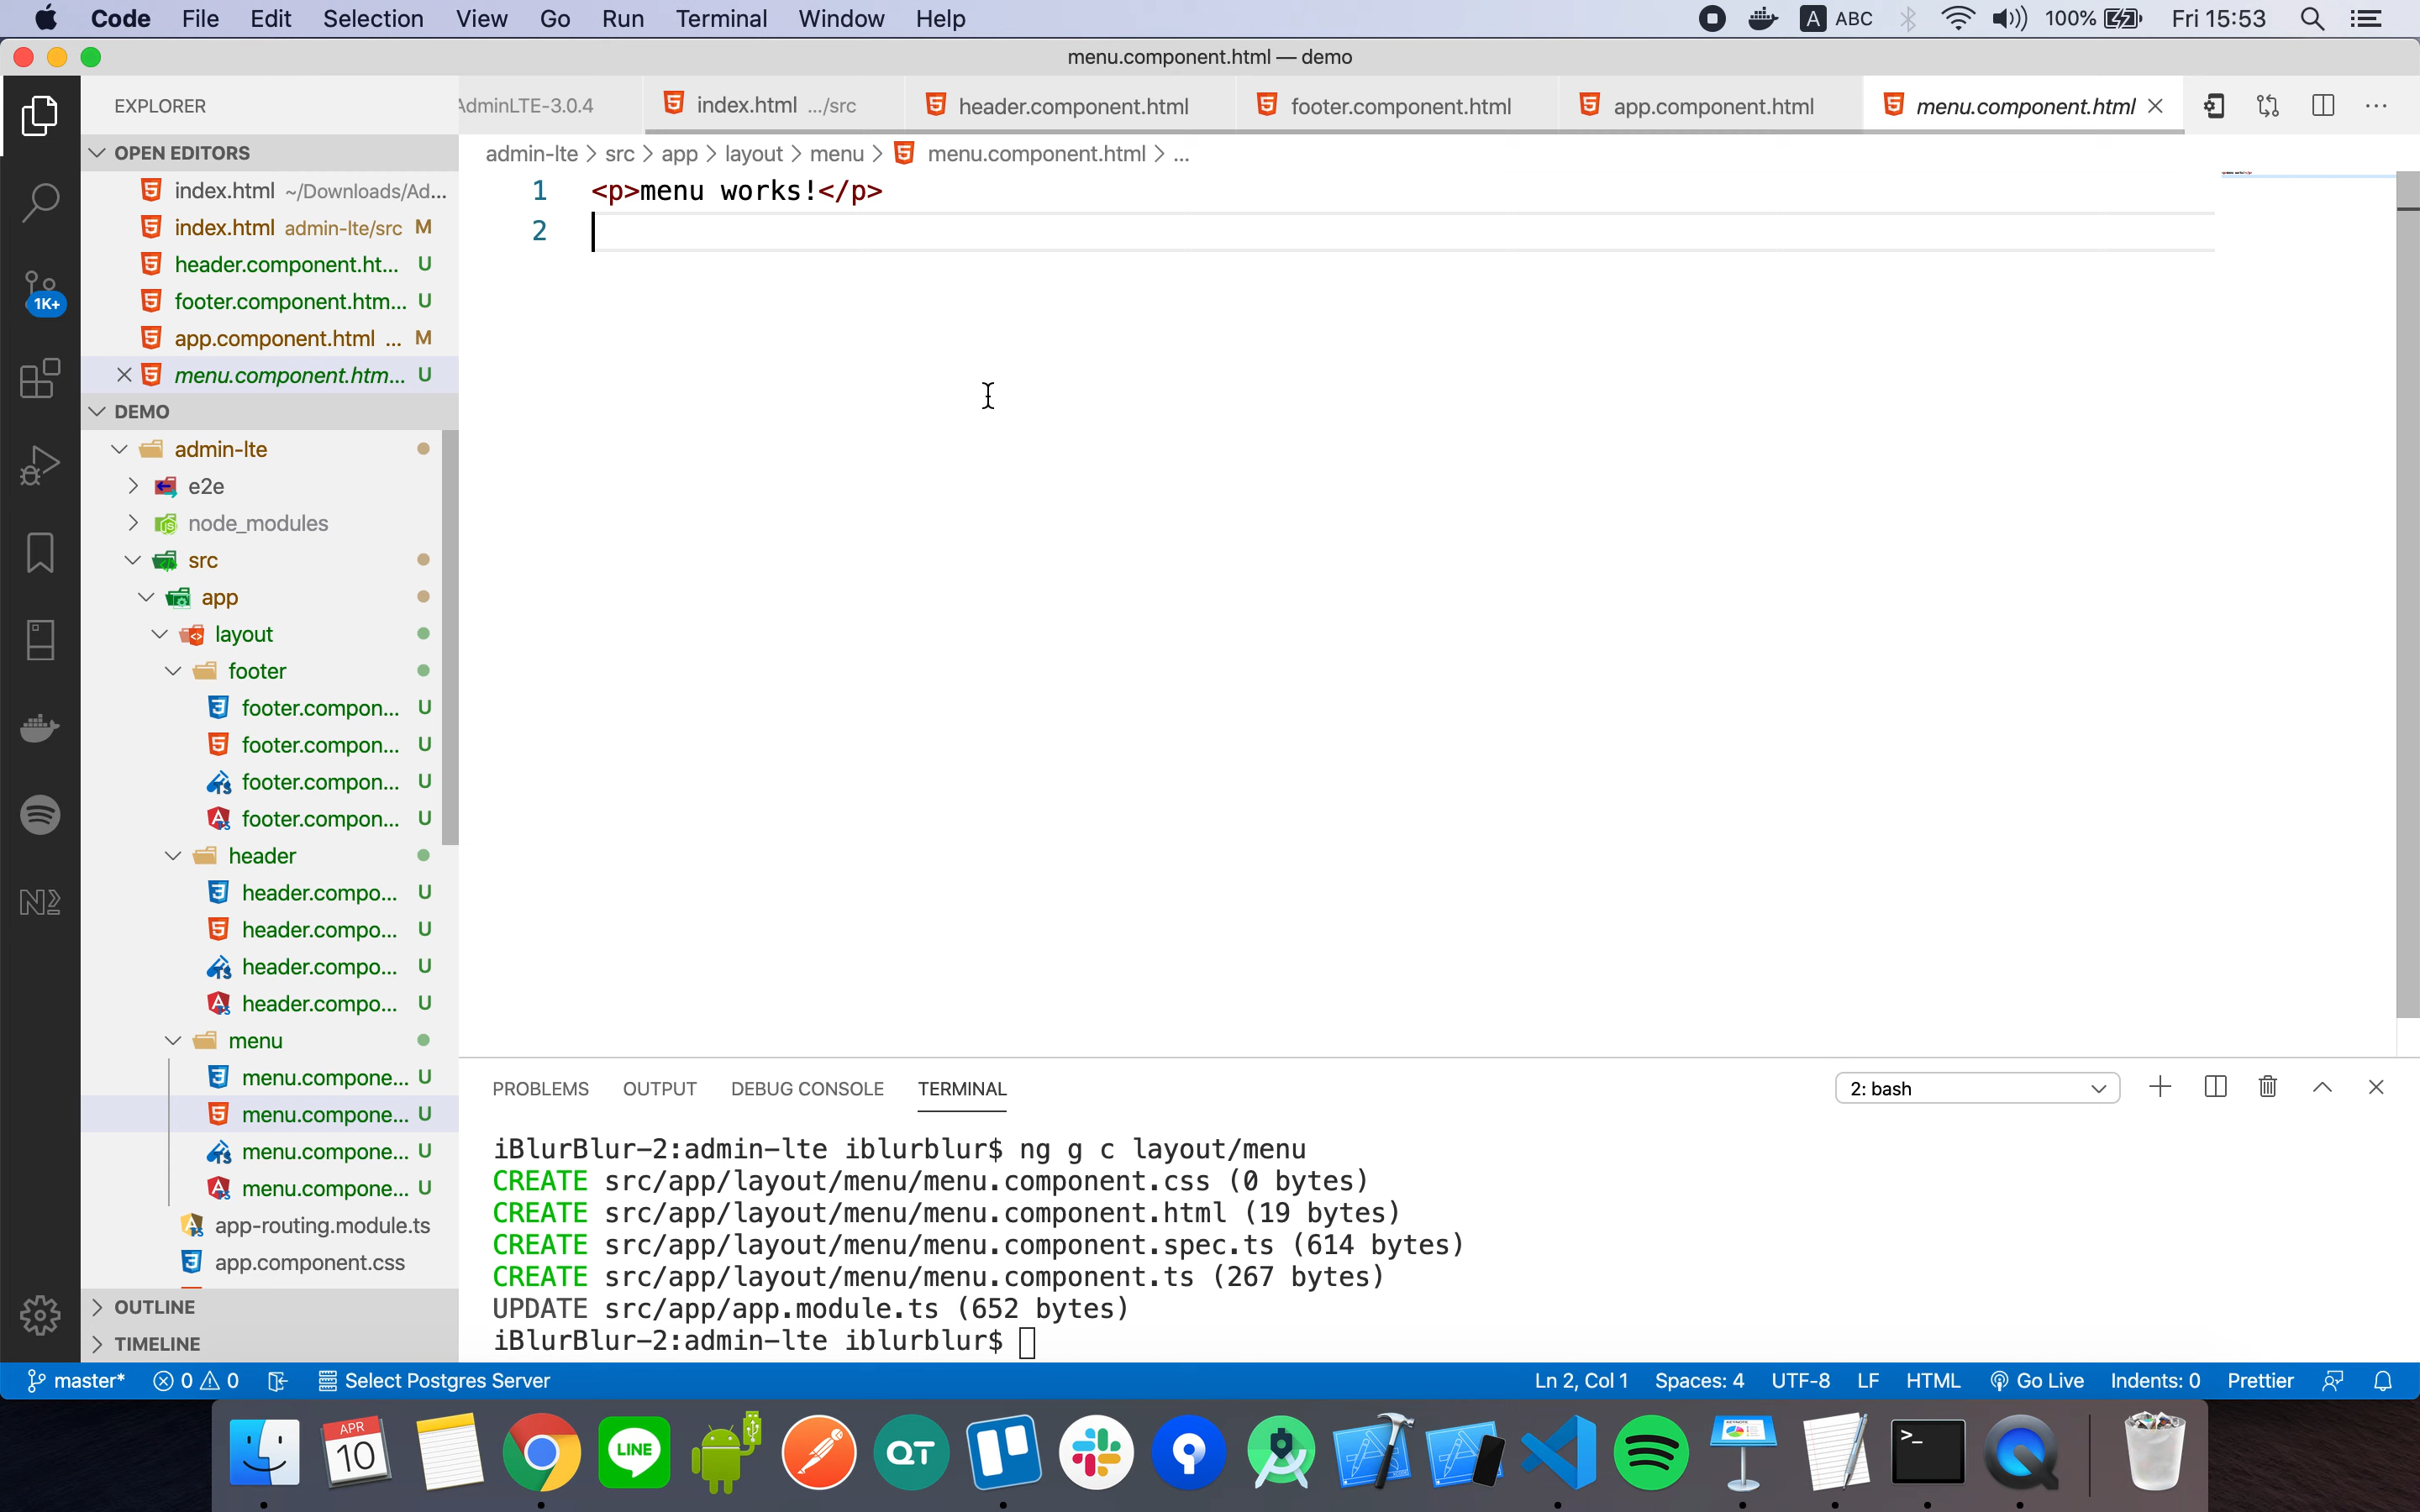 Code File Edit Selection View Go Run Terminal Window Help A ABC 100% Fri 15:53
menu.component.html — demo
EXPLORER
AdminLTE-3.0.4 index.html .../src header.component.html footer.component.html app.component.html menu.component.html
OPEN EDITORS
admin-lte > src > app > layout > menu > menu.component.html > ...
index.html ~/Downloads/Ad...
index.html admin-lte/src M
header.component.ht... U
footer.component.htm... U
app.component.html ... M
menu.component.htm... U
1 <p>menu works!</p>
2
1K+
DEMO
admin-lte
e2e
node_modules
src
app
layout
footer
footer.compon... U
footer.compon... U
footer.compon... U
footer.compon... U
header
header.compo... U
header.compo... U
header.compo... U
header.compo... U
menu
menu.compone... U
menu.compone... U
menu.compone... U
menu.compone... U
app-routing.module.ts
app.component.css
OUTLINE
TIMELINE
PROBLEMS OUTPUT DEBUG CONSOLE TERMINAL 2: bash
iBlurBlur-2:admin-lte iblurblur$ ng g c layout/menu
CREATE src/app/layout/menu/menu.component.css (0 bytes)
CREATE src/app/layout/menu/menu.component.html (19 bytes)
CREATE src/app/layout/menu/menu.component.spec.ts (614 bytes)
CREATE src/app/layout/menu/menu.component.ts (267 bytes)
UPDATE src/app/app.module.ts (652 bytes)
iBlurBlur-2:admin-lte iblurblur$
master* 0 0 Select Postgres Server Ln 2, Col 1 Spaces: 4 UTF-8 LF HTML Go Live Indents: 0 Prettier
APR
10
LINE
QT
KEYNOTE
>_